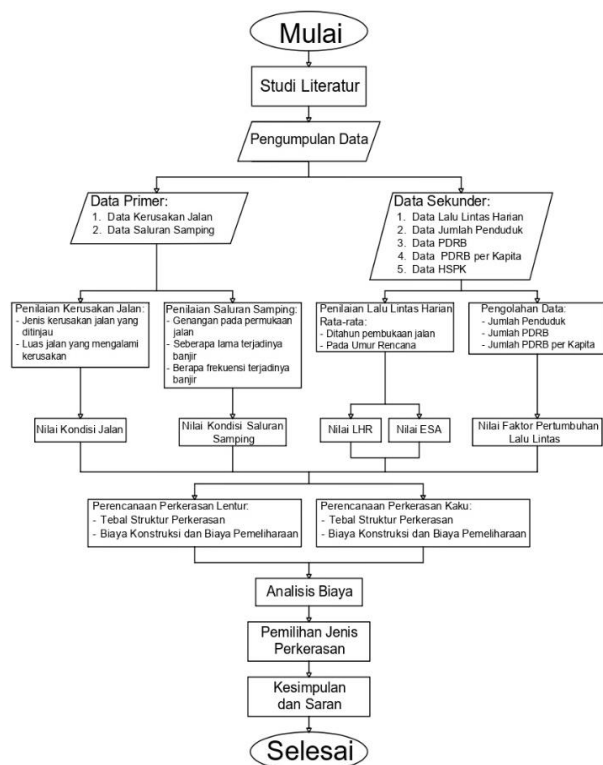 Mulai
Studi Literatur
Pengumpulan Data
Data Primer:
1. Data Kerusakan Jalan
2. Data Saluran Samping
Data Sekunder:
1. Data Lalu Lintas Harian
2. Data Jumlah Penduduk
3. Data PDRB
4. Data PDRB per Kapita
5. Data HSPK
Penilaian Kerusakan Jalan:
- Jenis kerusakan jalan yang
ditinjau
- Luas jalan yang mengalami
kerusakan
Penilaian Saluran Samping:
- Genangan pada permukaan
jalan
- Seberapa lama terjadinya
banjir
- Berapa frekuensi terjadinya
banjir
Penilaian Lalu Lintas Harian
Rata-rata:
- Ditahun pembukaan jalan
- Pada Umur Rencana
Pengolahan Data:
- Jumlah Penduduk
- Jumlah PDRB
- Jumlah PDRB per Kapita
Nilai Kondisi Jalan
Nilai Kondisi Saluran
Samping
Nilai LHR
Nilai ESA
Nilai Faktor Pertumbuhan
Lalu Lintas
Perencanaan Perkerasan Lentur:
- Tebal Struktur Perkerasan
- Biaya Konstruksi dan Biaya Pemeliharaan
Perencanaan Perkerasan Kaku:
- Tebal Struktur Perkerasan
- Biaya Konstruksi dan Biaya Pemeliharaan
Analisis Biaya
Pemilihan Jenis
Perkerasan
Kesimpulan
dan Saran
Selesai